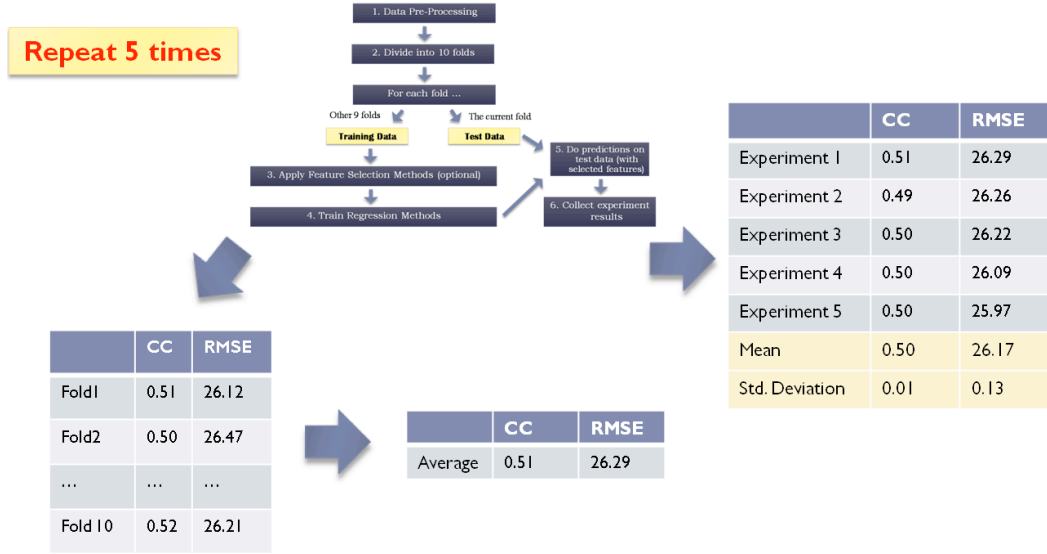 Repeat 5 times
1. Data Pre-Processing
2. Divide into 10 folds
For each fold ...
Other 9 folds
The current fold
Training Data
Test Data
3. Apply Feature Selection Methods (optional)
4. Train Regression Methods
5. Do predictions on
test data (with
selected features)
6. Collect experiment
results
CC RMSE
Experiment 1 0.51 26.29
Experiment 2 0.49 26.26
Experiment 3 0.50 26.22
Experiment 4 0.50 26.09
Experiment 5 0.50 25.97
Mean 0.50 26.17
Std. Deviation 0.01 0.13
CC RMSE
Fold1 0.51 26.12
Fold2 0.50 26.47
... ... ...
Fold 10 0.52 26.21
CC RMSE
Average 0.51 26.29